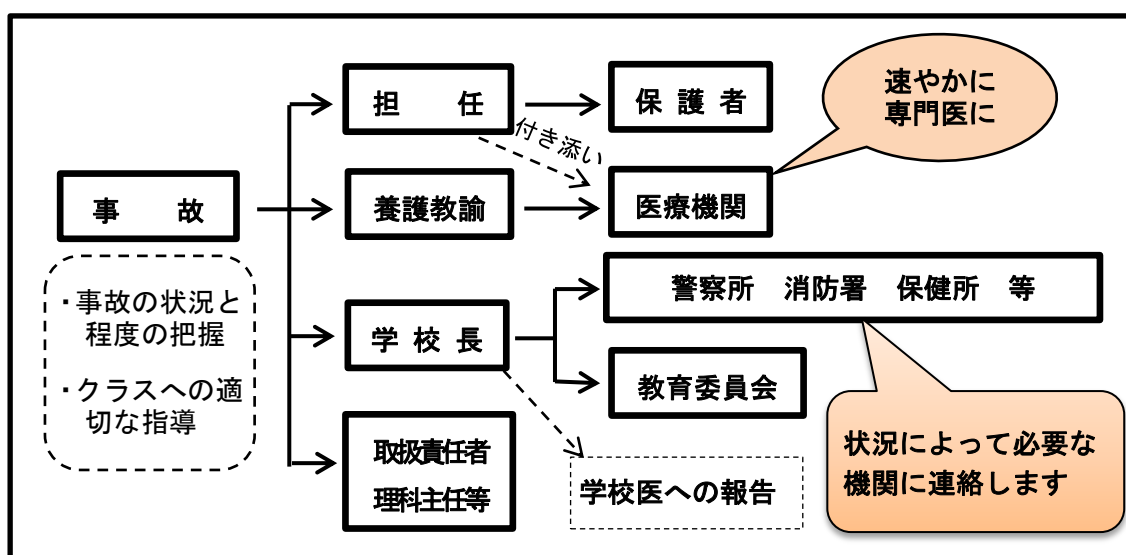 速やかに
専門医に
担　任
保護者
付き添い
事　故
養護教諭
医療機関
・事故の状況と
程度の把握
・クラスへの適
切な指導
警察所　消防署　保健所　等
学校長
教育委員会
取扱責任者
理科主任等
学校医への報告
状況によって必要な
機関に連絡します